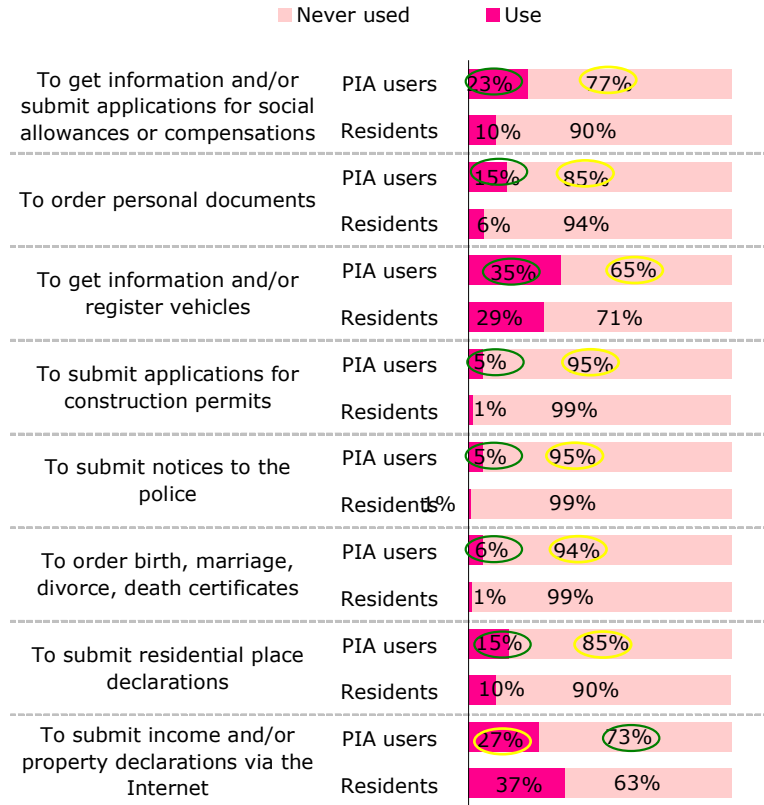 Never used Use
To get information and/or
submit applications for social
allowances or compensations
PIA users 23% 77%
Residents 10% 90%
To order personal documents
PIA users 15% 85%
Residents 6% 94%
To get information and/or
register vehicles
PIA users 35% 65%
Residents 29% 71%
To submit applications for
construction permits
PIA users 5% 95%
Residents 1% 99%
To submit notices to the
police
PIA users 5% 95%
Residents 1% 99%
To order birth, marriage,
divorce, death certificates
PIA users 6% 94%
Residents 1% 99%
To submit residential place
declarations
PIA users 15% 85%
Residents 10% 90%
To submit income and/or
property declarations via the
Internet
PIA users 27% 73%
Residents 37% 63%